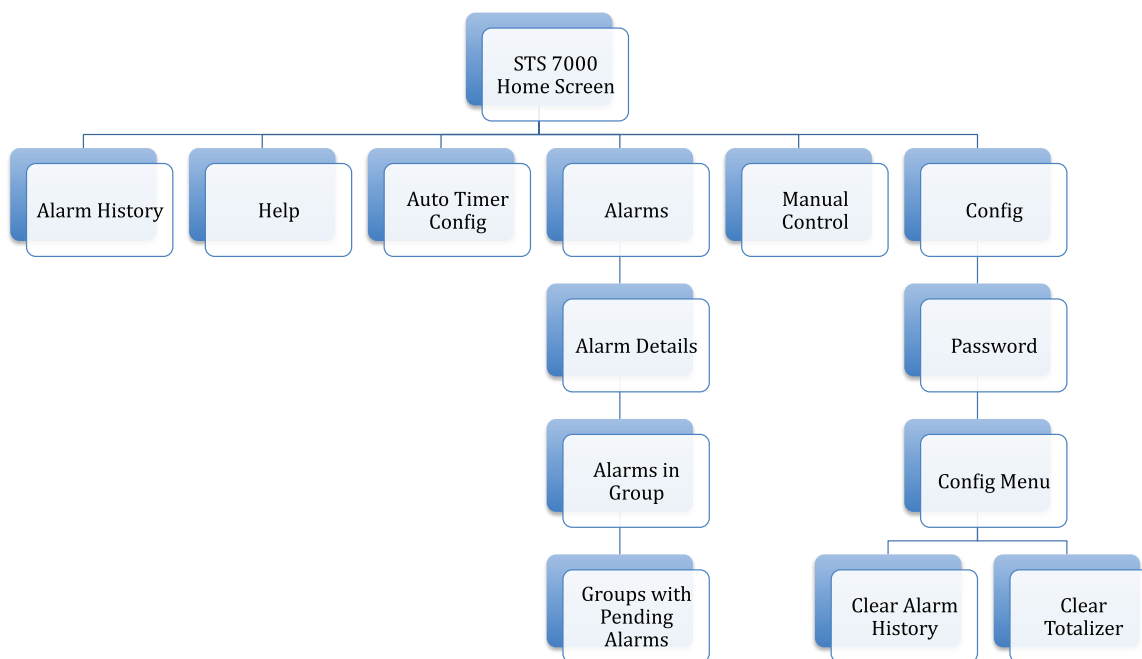 STS 7000
Home Screen
Alarm History
Help
Auto Timer
Config
Alarms
Manual
Control
Config
Alarm Details
Password
Alarms in
Group
Config Menu
Groups with
Pending
Alarms
Clear Alarm
History
Clear
Totalizer